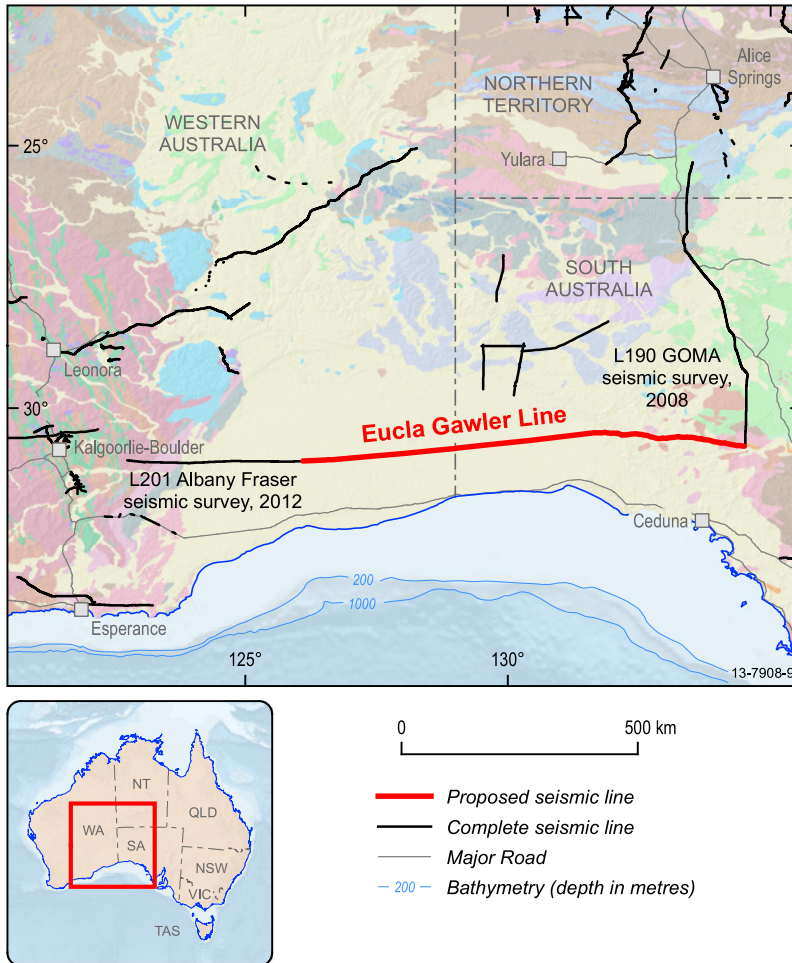 Alice
Springs
NORTHERN
TERRITORY
WESTERN
AUSTRALIA
25°
Yulara
SOUTH
AUSTRALIA
L190 GOMA
seismic survey,
2008
Leonora
30°
Eucla Gawler Line
Kalgoorlie-Boulder
L201 Albany Fraser
seismic survey, 2012
Ceduna
200
1000
Esperance
125°
130°
13-7908-9
0
500 km
NT
QLD
WA
SA
NSW
VIC
TAS
Proposed seismic line
Complete seismic line
Major Road
200
Bathymetry (depth in metres)